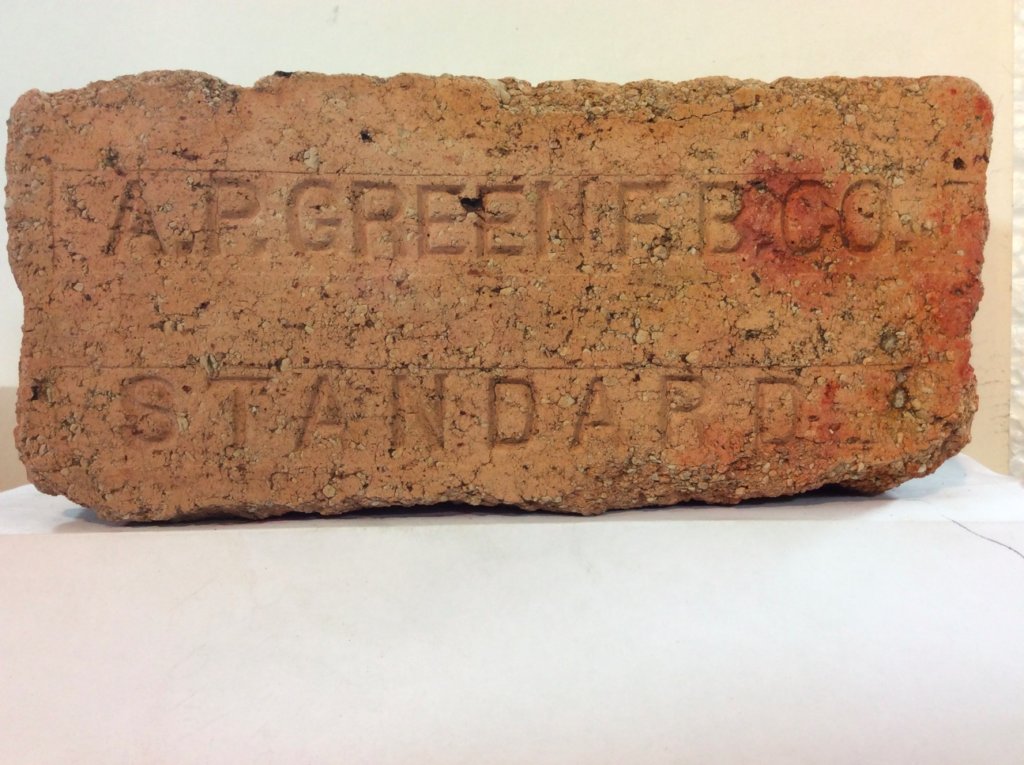 A.P. GREEN F. B. CO.
STANDARD